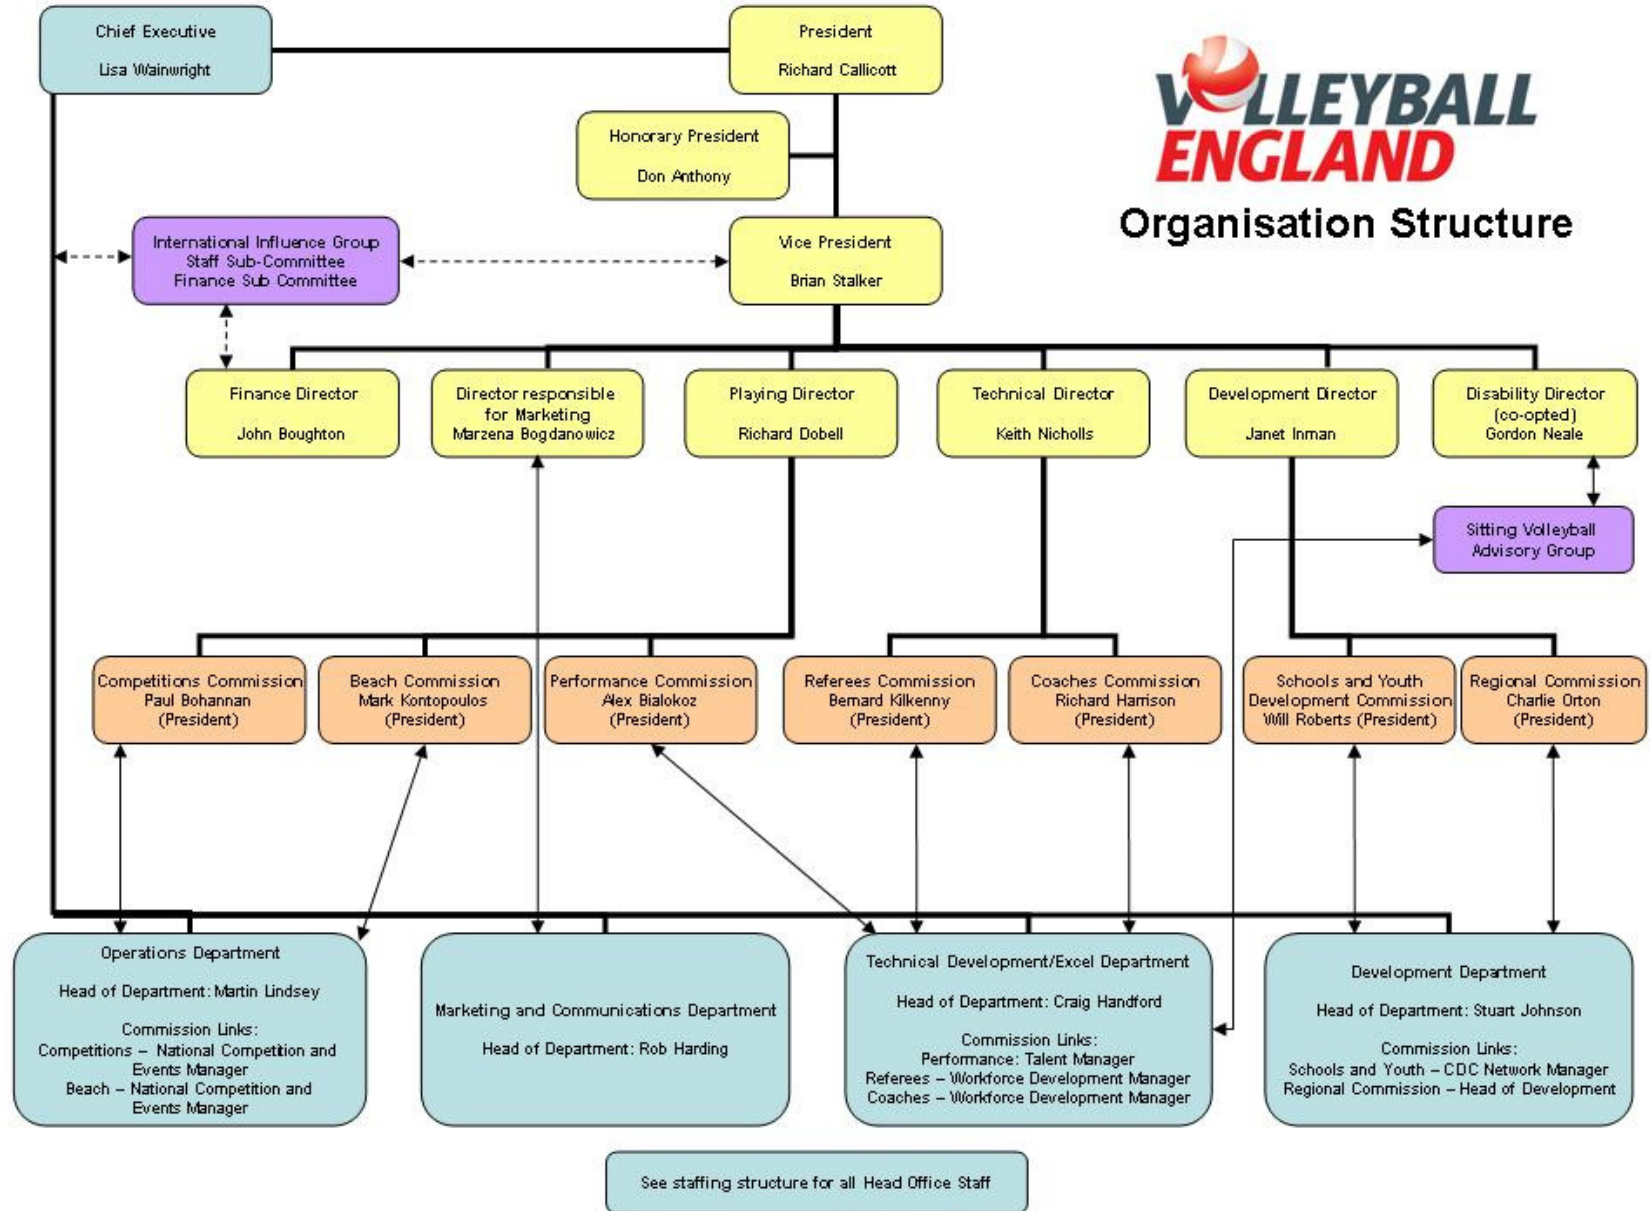 Chief Executive
Lisa Wainwright
President
Richard Callicott
VOLLEYBALL
ENGLAND
Organisation Structure
Honorary President
Don Anthony
International Influence Group
Staff Sub-Committee
Finance Sub Committee
Vice President
Brian Stalker
Finance Director
John Boughton
Director responsible
for Marketing
Marzena Bogdanowicz
Playing Director
Richard Dobell
Technical Director
Keith Nicholls
Development Director
Janet Inman
Disability Director
(co-opted)
Gordon Neale
Sitting Volleyball
Advisory Group
Competitions Commission
Paul Bohannan
(President)
Beach Commission
Mark Kontopoulos
(President)
Performance Commission
Alex Bialokoz
(President)
Referees Commission
Bernard Kilkenny
(President)
Coaches Commission
Richard Harrison
(President)
Schools and Youth
Development Commission
Will Roberts (President)
Regional Commission
Charlie Orton
(President)
Operations Department
Head of Department: Martin Lindsey
Commission Links:
Competitions – National Competition and
Events Manager
Beach – National Competition and
Events Manager
Marketing and Communications Department
Head of Department: Rob Harding
Technical Development/Excel Department
Head of Department: Craig Handford
Commission Links:
Performance: Talent Manager
Referees – Workforce Development Manager
Coaches – Workforce Development Manager
Development Department
Head of Department: Stuart Johnson
Commission Links:
Schools and Youth – CDC Network Manager
Regional Commission – Head of Development
See staffing structure for all Head Office Staff